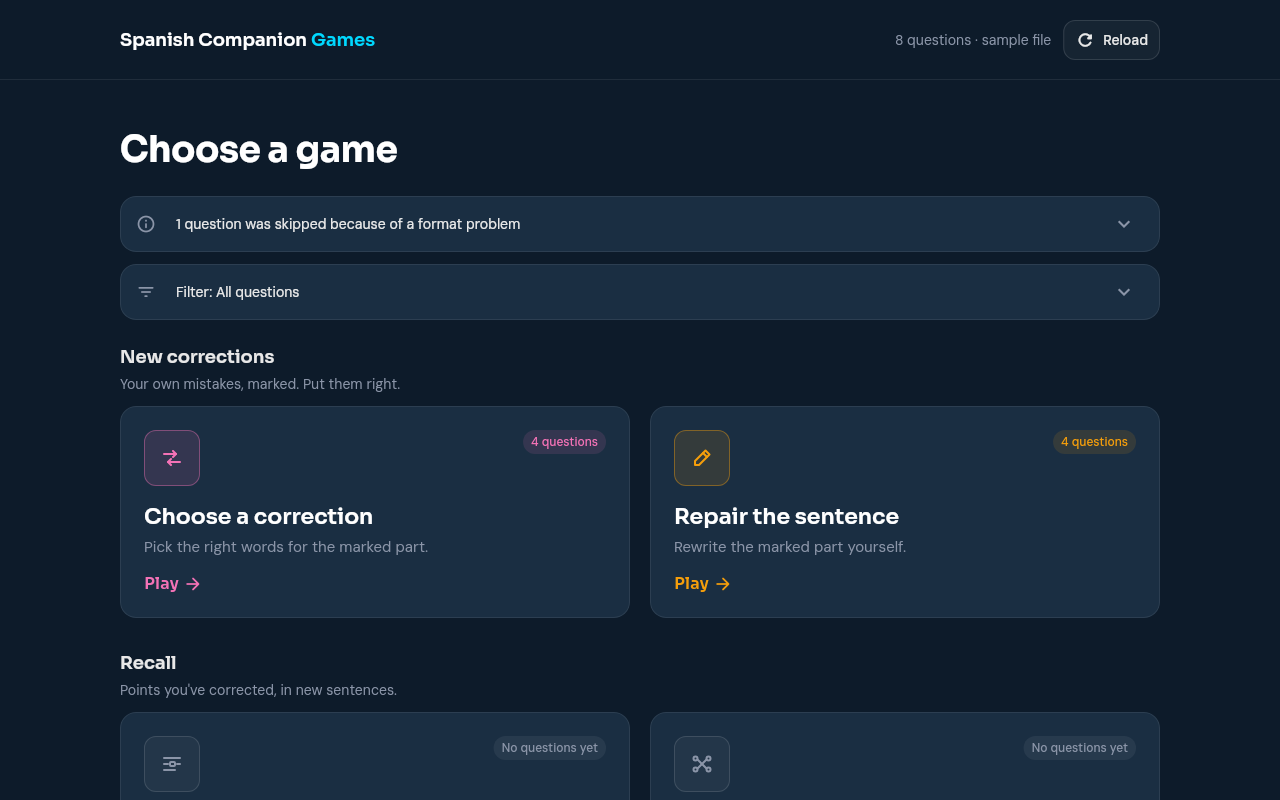 Spanish Companion Games
8 questions · sample file
Reload
Choose a game
1 question was skipped because of a format problem
Filter: All questions
New corrections
Your own mistakes, marked. Put them right.
4 questions
Choose a correction
Pick the right words for the marked part.
Play →
4 questions
Repair the sentence
Rewrite the marked part yourself.
Play →
Recall
Points you've corrected, in new sentences.
No questions yet
No questions yet